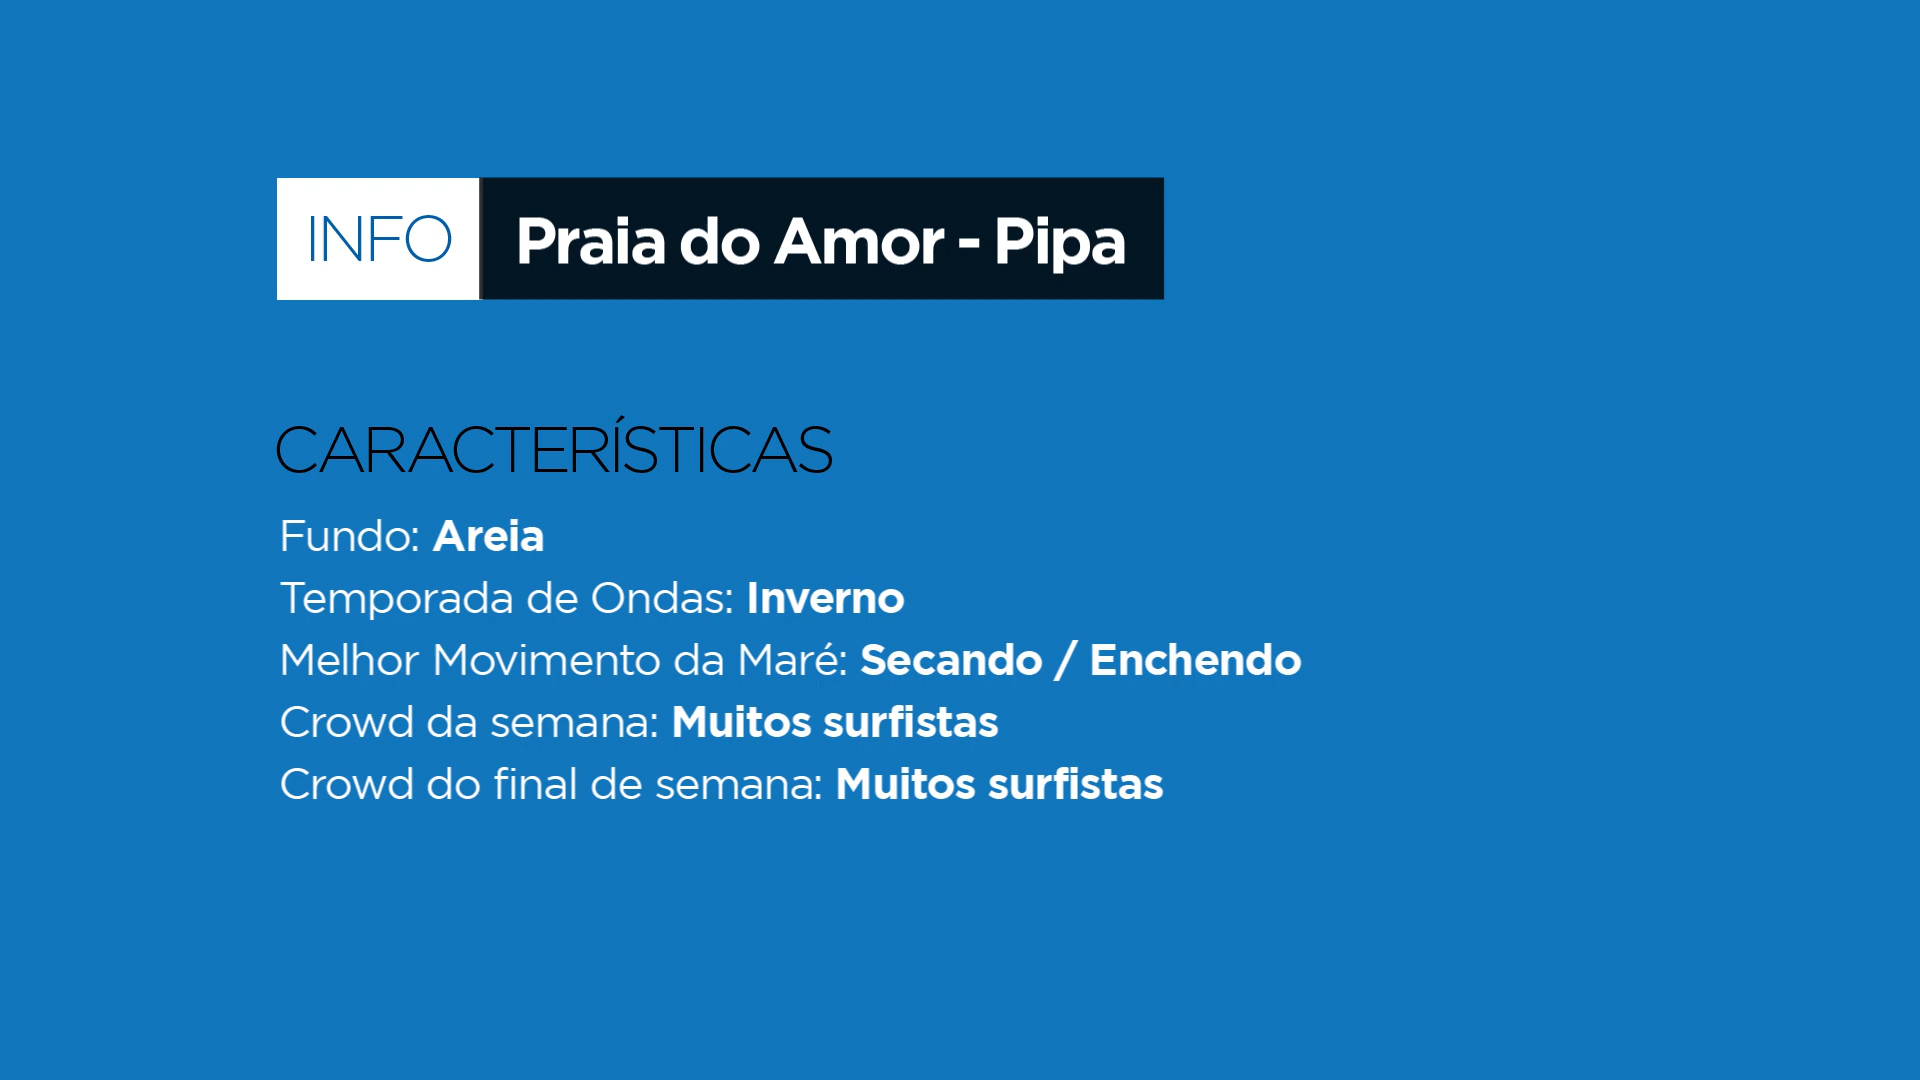 INFO Praia do Amor - Pipa
CARACTERÍSTICAS
Fundo: Areia
Temporada de Ondas: Inverno
Melhor Movimento da Maré: Secando / Enchendo
Crowd da semana: Muitos surfistas
Crowd do final de semana: Muitos surfistas